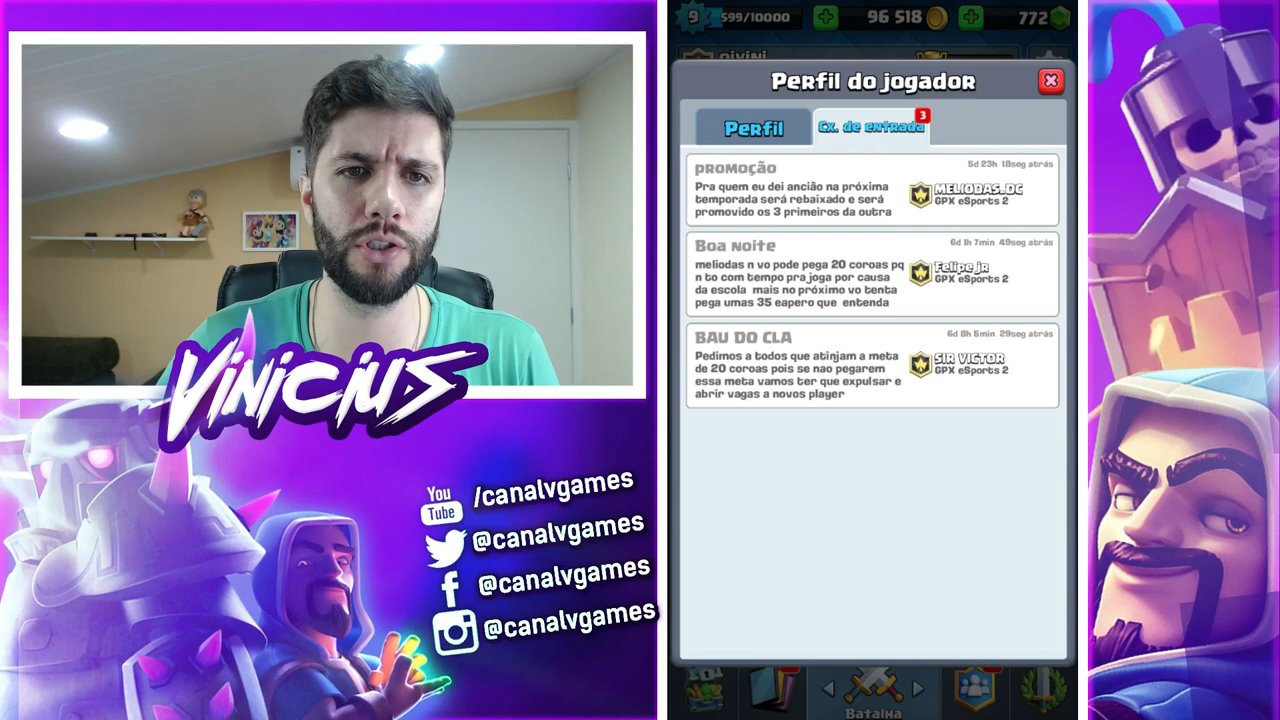 VINICIUS
You Tube /canalvgames
@canalvgames
@canalvgames
@canalvgames
9
599/10000
96 518
772
Perfil do jogador
Perfil
Cx. de entrada
3
PROMOÇÃO
5d 23h 18seg atrás
Pra quem eu dei ancião na próxima
temporada será rebaixado e será
promovido os 3 primeiros da outra
MELIODAS.DC
GPX eSports 2
Boa noite
6d 1h 7min 49seg atrás
meliodas n vo pode pega 20 coroas pq
n to com tempo pra joga por causa
da escola mais no próximo vo tenta
pega umas 35 eapero que entenda
Felipe jr
GPX eSports 2
BAU DO CLA
6d 8h 5min 29seg atrás
Pedimos a todos que atinjam a meta
de 20 coroas pois se nao pegarem
essa meta vamos ter que expulsar e
abrir vagas a novos player
SIR VICTOR
GPX eSports 2
Batalha